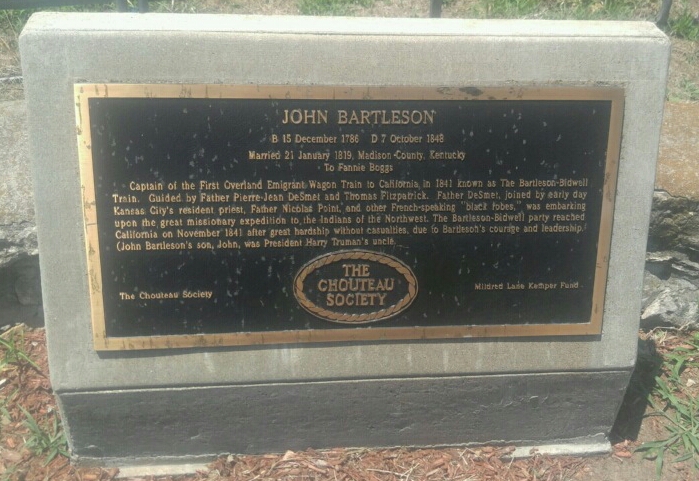 JOHN BARTLESON
B 15 December 1786 D 7 October 1848
Married 21 January 1819, Madison County, Kentucky
To Fannie Boggs
Captain of the First Overland Emigrant Wagon Train to California, in 1841 known as The Bartleson-Bidwell
Train. Guided by Father Pierre-Jean DeSmet and Thomas Fitzpatrick. Father DeSmet, joined by early day
Kansas City's resident priest, Father Nicolas Point, and other French-speaking "black robes," was embarking
upon the great missionary expedition to the Indians of the Northwest. The Bartleson-Bidwell party reached
California on November 1841 after great hardship without casualties, due to Bartleson's courage and leadership.
(John Bartleson's son, John, was President Harry Truman's uncle.
THE
CHOUTEAU
SOCIETY
The Chouteau Society
Mildred Lane Kemper Fund